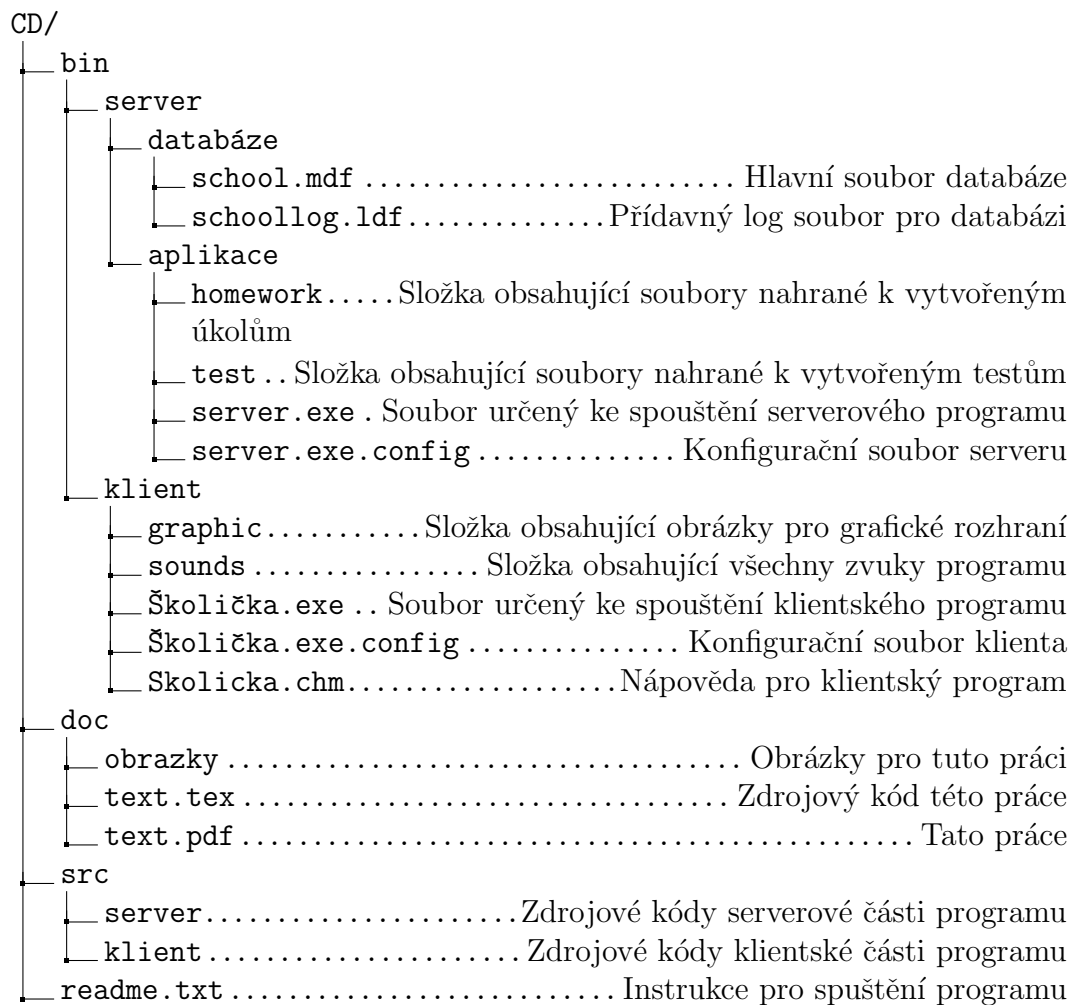 CD/
bin
server
databáze
school.mdf .......................... Hlavní soubor databáze
schoollog.ldf.............. Přídavný log soubor pro databázi
aplikace
homework..... Složka obsahující soubory nahrané k vytvořeným
úkolům
test .. Složka obsahující soubory nahrané k vytvořeným testům
server.exe . Soubor určený ke spouštění serverového programu
server.exe.config .............. Konfigurační soubor serveru
klient
graphic........... Složka obsahující obrázky pro grafické rozhraní
sounds ................ Složka obsahující všechny zvuky programu
Školička.exe .. Soubor určený ke spouštění klientského programu
Školička.exe.config ............... Konfigurační soubor klienta
Skolicka.chm................... Nápověda pro klientský program
doc
obrazky .................................... Obrázky pro tuto práci
text.tex .................................. Zdrojový kód této práce
text.pdf ............................................... Tato práce
src
server...................... Zdrojové kódy serverové části programu
klient ...................... Zdrojové kódy klientské části programu
readme.txt ........................... Instrukce pro spuštění programu